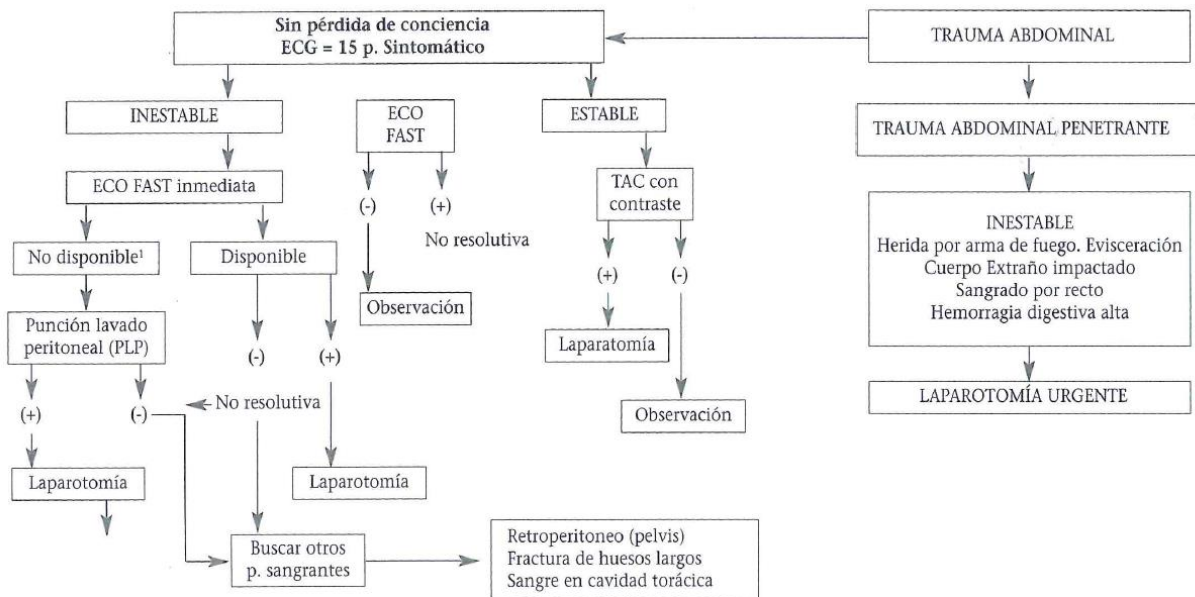 Sin pérdida de conciencia
ECG = 15 p. Sintomático
TRAUMA ABDOMINAL
INESTABLE
ECO
FAST
ESTABLE
TRAUMA ABDOMINAL PENETRANTE
ECO FAST inmediata
(-)
(+)
No resolutiva
TAC con
contraste
No disponible¹
Disponible
(+)
(-)
INESTABLE
Herida por arma de fuego. Evisceración
Cuerpo Extraño impactado
Sangrado por recto
Hemorragia digestiva alta
Observación
Punción lavado
peritoneal (PLP)
(-)
(+)
Laparatomía
LAPAROTOMÍA URGENTE
(+)
(-)
No resolutiva
Observación
Laparotomía
Laparotomía
Buscar otros
p. sangrantes
Retroperitoneo (pelvis)
Fractura de huesos largos
Sangre en cavidad torácica